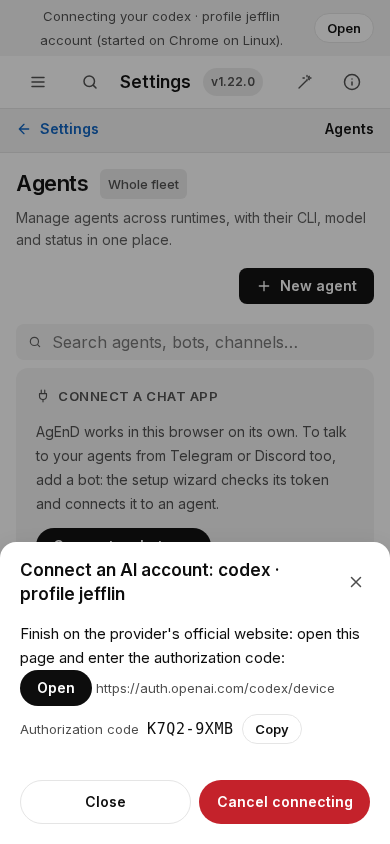 Connecting your codex · profile jefflin
account (started on Chrome on Linux).
Open
Settings
v1.22.0
Settings
Agents
Agents
Whole fleet
Manage agents across runtimes, with their CLI, model
and status in one place.
New agent
Search agents, bots, channels…
CONNECT A CHAT APP
AgEnD works in this browser on its own. To talk
to your agents from Telegram or Discord too,
add a bot: the setup wizard checks its token
and connects it to an agent.
Connect an AI account: codex ·
profile jefflin
Finish on the provider's official website: open this
page and enter the authorization code:
Open https://auth.openai.com/codex/device
Authorization code K7Q2-9XMB Copy
Close
Cancel connecting